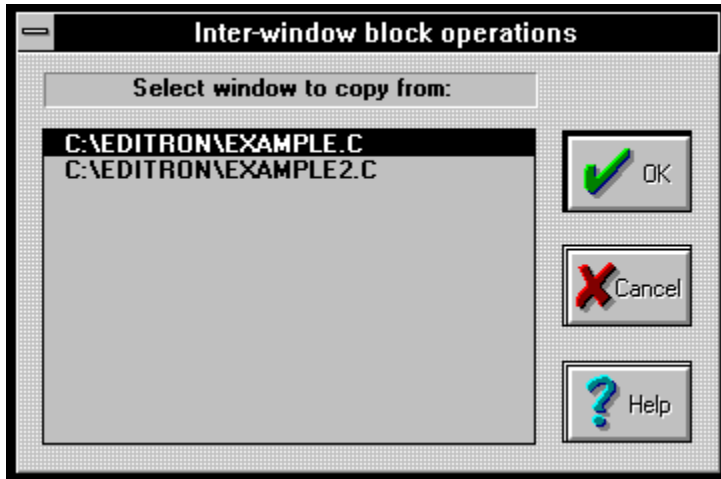 Inter-window block operations
Select window to copy from:
C:\EDITRON\EXAMPLE.C
C:\EDITRON\EXAMPLE2.C
OK
Cancel
Help